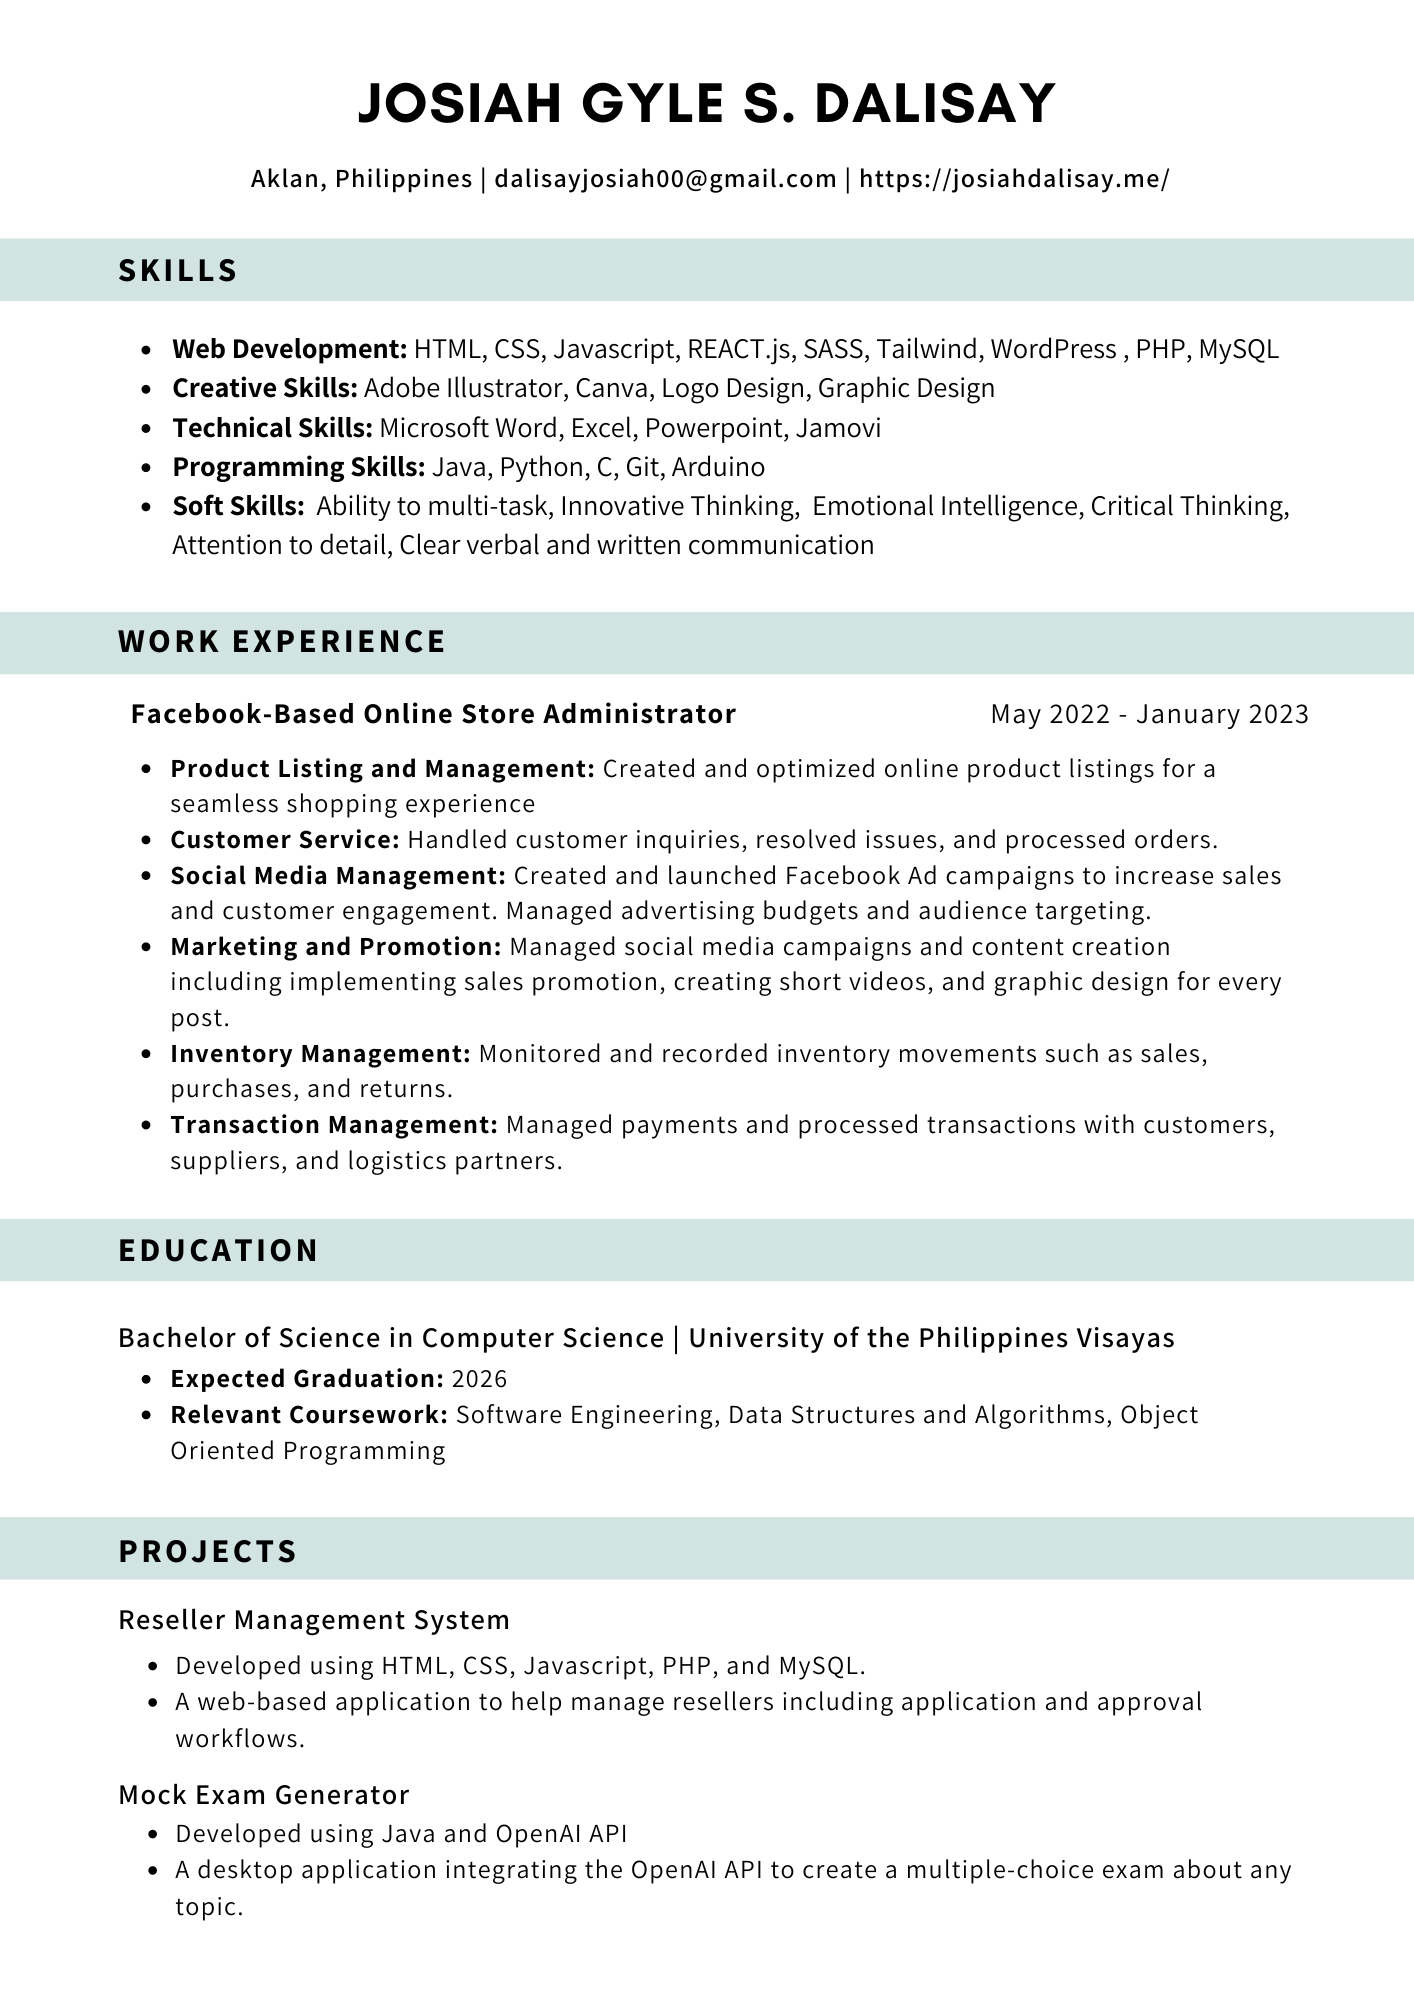 JOSIAH GYLE S. DALISAY
Aklan, Philippines | dalisayjosiah00@gmail.com | https://josiahdalisay.me/
SKILLS
• Web Development: HTML, CSS, Javascript, REACT.js, SASS, Tailwind, WordPress , PHP, MySQL
• Creative Skills: Adobe Illustrator, Canva, Logo Design, Graphic Design
• Technical Skills: Microsoft Word, Excel, Powerpoint, Jamovi
• Programming Skills: Java, Python, C, Git, Arduino
• Soft Skills: Ability to multi-task, Innovative Thinking, Emotional Intelligence, Critical Thinking,
Attention to detail, Clear verbal and written communication
WORK EXPERIENCE
Facebook-Based Online Store Administrator May 2022 - January 2023
• Product Listing and Management: Created and optimized online product listings for a
seamless shopping experience
• Customer Service: Handled customer inquiries, resolved issues, and processed orders.
• Social Media Management: Created and launched Facebook Ad campaigns to increase sales
and customer engagement. Managed advertising budgets and audience targeting.
• Marketing and Promotion: Managed social media campaigns and content creation
including implementing sales promotion, creating short videos, and graphic design for every
post.
• Inventory Management: Monitored and recorded inventory movements such as sales,
purchases, and returns.
• Transaction Management: Managed payments and processed transactions with customers,
suppliers, and logistics partners.
EDUCATION
Bachelor of Science in Computer Science | University of the Philippines Visayas
• Expected Graduation: 2026
• Relevant Coursework: Software Engineering, Data Structures and Algorithms, Object
Oriented Programming
PROJECTS
Reseller Management System
• Developed using HTML, CSS, Javascript, PHP, and MySQL.
• A web-based application to help manage resellers including application and approval
workflows.
Mock Exam Generator
• Developed using Java and OpenAI API
• A desktop application integrating the OpenAI API to create a multiple-choice exam about any
topic.